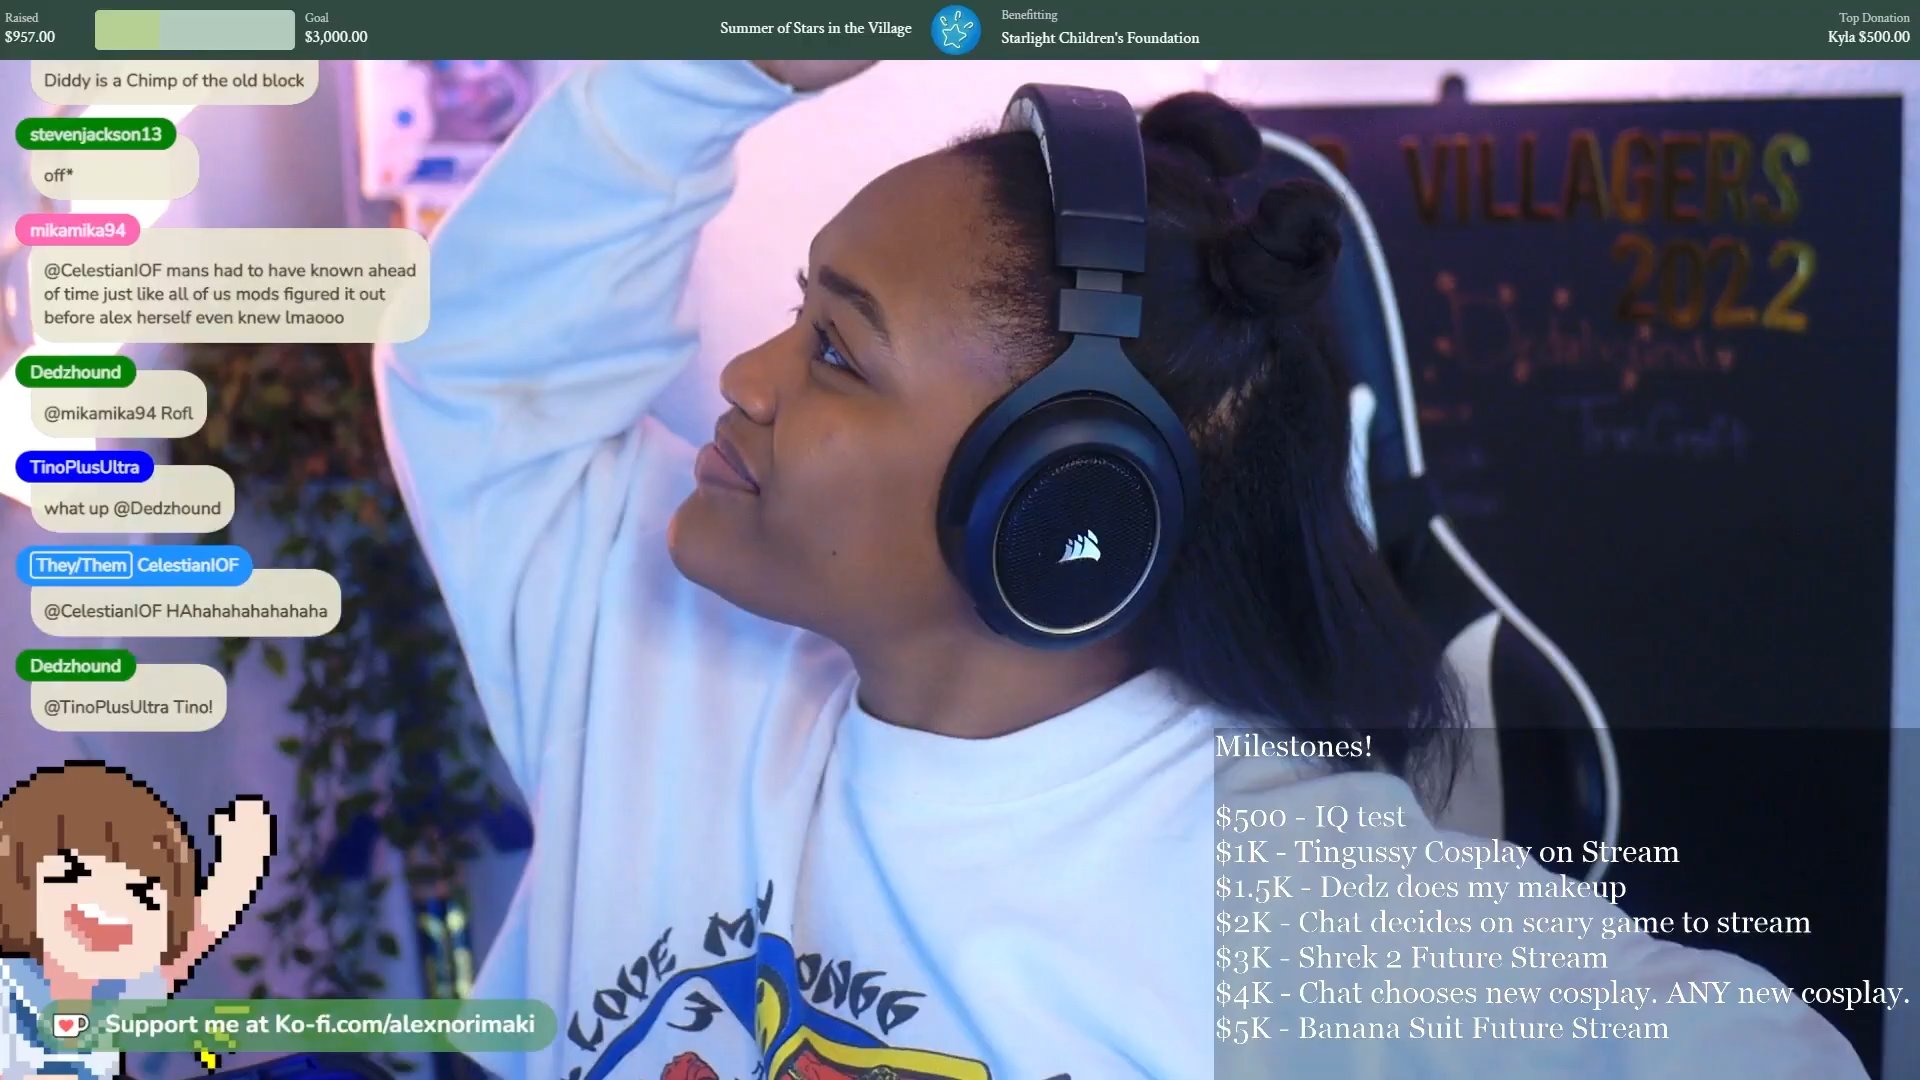 Raised
$957.00
Goal
$3,000.00
Summer of Stars in the Village
Benefitting
Starlight Children's Foundation
Top Donation
Kyla $500.00
Diddy is a Chimp of the old block
stevenjackson13
off*
mikamika94
@CelestianIOF mans had to have known ahead
of time just like all of us mods figured it out
before alex herself even knew lmaooo
Dedzhound
@mikamika94 Rofl
TinoPlusUltra
what up @Dedzhound
They/Them CelestianIOF
@CelestianIOF HAhahahahahahaha
Dedzhound
@TinoPlusUltra Tino!
Support me at Ko-fi.com/alexnorimaki
VILLAGERS
2022
LOVE MY
Milestones!
$500 - IQ test
$1K - Tingussy Cosplay on Stream
$1.5K - Dedz does my makeup
$2K - Chat decides on scary game to stream
$3K - Shrek 2 Future Stream
$4K - Chat chooses new cosplay. ANY new cosplay.
$5K - Banana Suit Future Stream